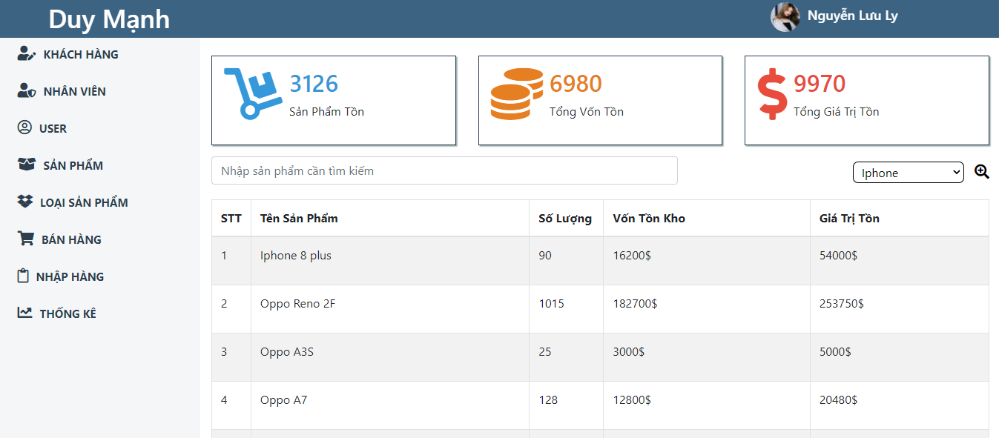 Duy Mạnh
Nguyễn Lưu Ly
KHÁCH HÀNG
NHÂN VIÊN
USER
SẢN PHẨM
LOẠI SẢN PHẨM
BÁN HÀNG
NHẬP HÀNG
THỐNG KÊ
3126
Sản Phẩm Tồn
6980
Tổng Vốn Tồn
9970
Tổng Giá Trị Tồn
Nhập sản phẩm cần tìm kiếm
Iphone
STT Tên Sản Phẩm Số Lượng Vốn Tồn Kho Giá Trị Tồn
1 Iphone 8 plus 90 16200$ 54000$
2 Oppo Reno 2F 1015 182700$ 253750$
3 Oppo A3S 25 3000$ 5000$
4 Oppo A7 128 12800$ 20480$